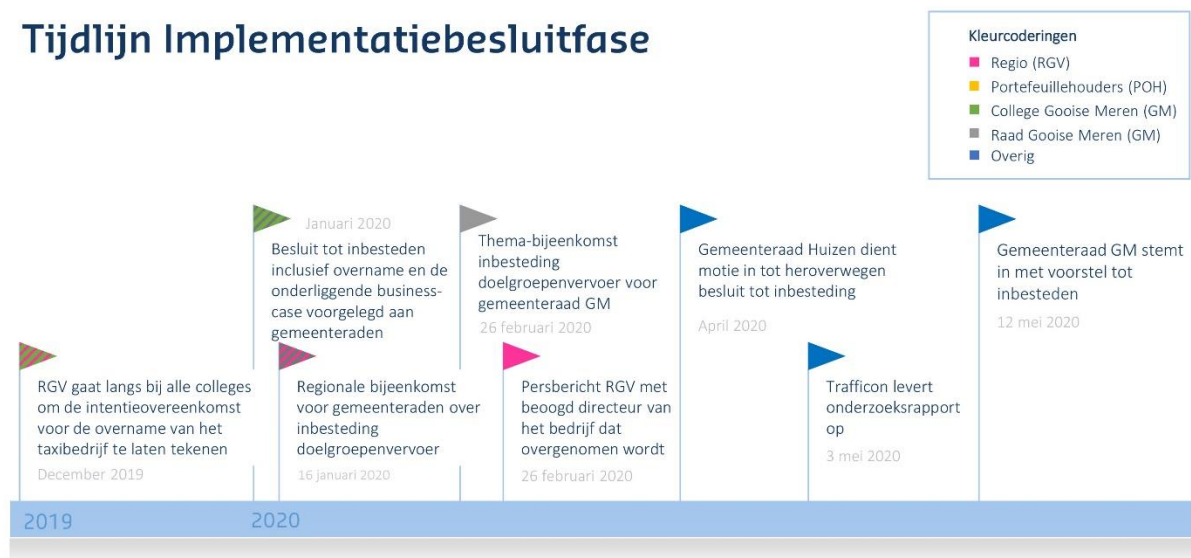 Tijdlijn Implementatiebesluitfase
Kleurcoderingen
Regio (RGV)
Portefeuillehouders (POH)
College Gooise Meren (GM)
Raad Gooise Meren (GM)
Overig
Januari 2020
Besluit tot inbesteden
inclusief overname en de
onderliggende business-
case voorgelegd aan
gemeenteraden
Thema-bijeenkomst
inbesteding
doelgroepenvervoer voor
gemeenteraad GM
26 februari 2020
Gemeenteraad Huizen dient
motie in tot heroverwegen
besluit tot inbesteding
April 2020
Gemeenteraad GM stemt
in met voorstel tot
inbesteden
12 mei 2020
RGV gaat langs bij alle colleges
om de intentieovereenkomst
voor de overname van het
taxibedrijf te laten tekenen
December 2019
Regionale bijeenkomst
voor gemeenteraden over
inbesteding
doelgroepenvervoer
16 januari 2020
Persbericht RGV met
beoogd directeur van
het bedrijf dat
overgenomen wordt
26 februari 2020
Trafficon levert
onderzoeksrapport
op
3 mei 2020
2019
2020